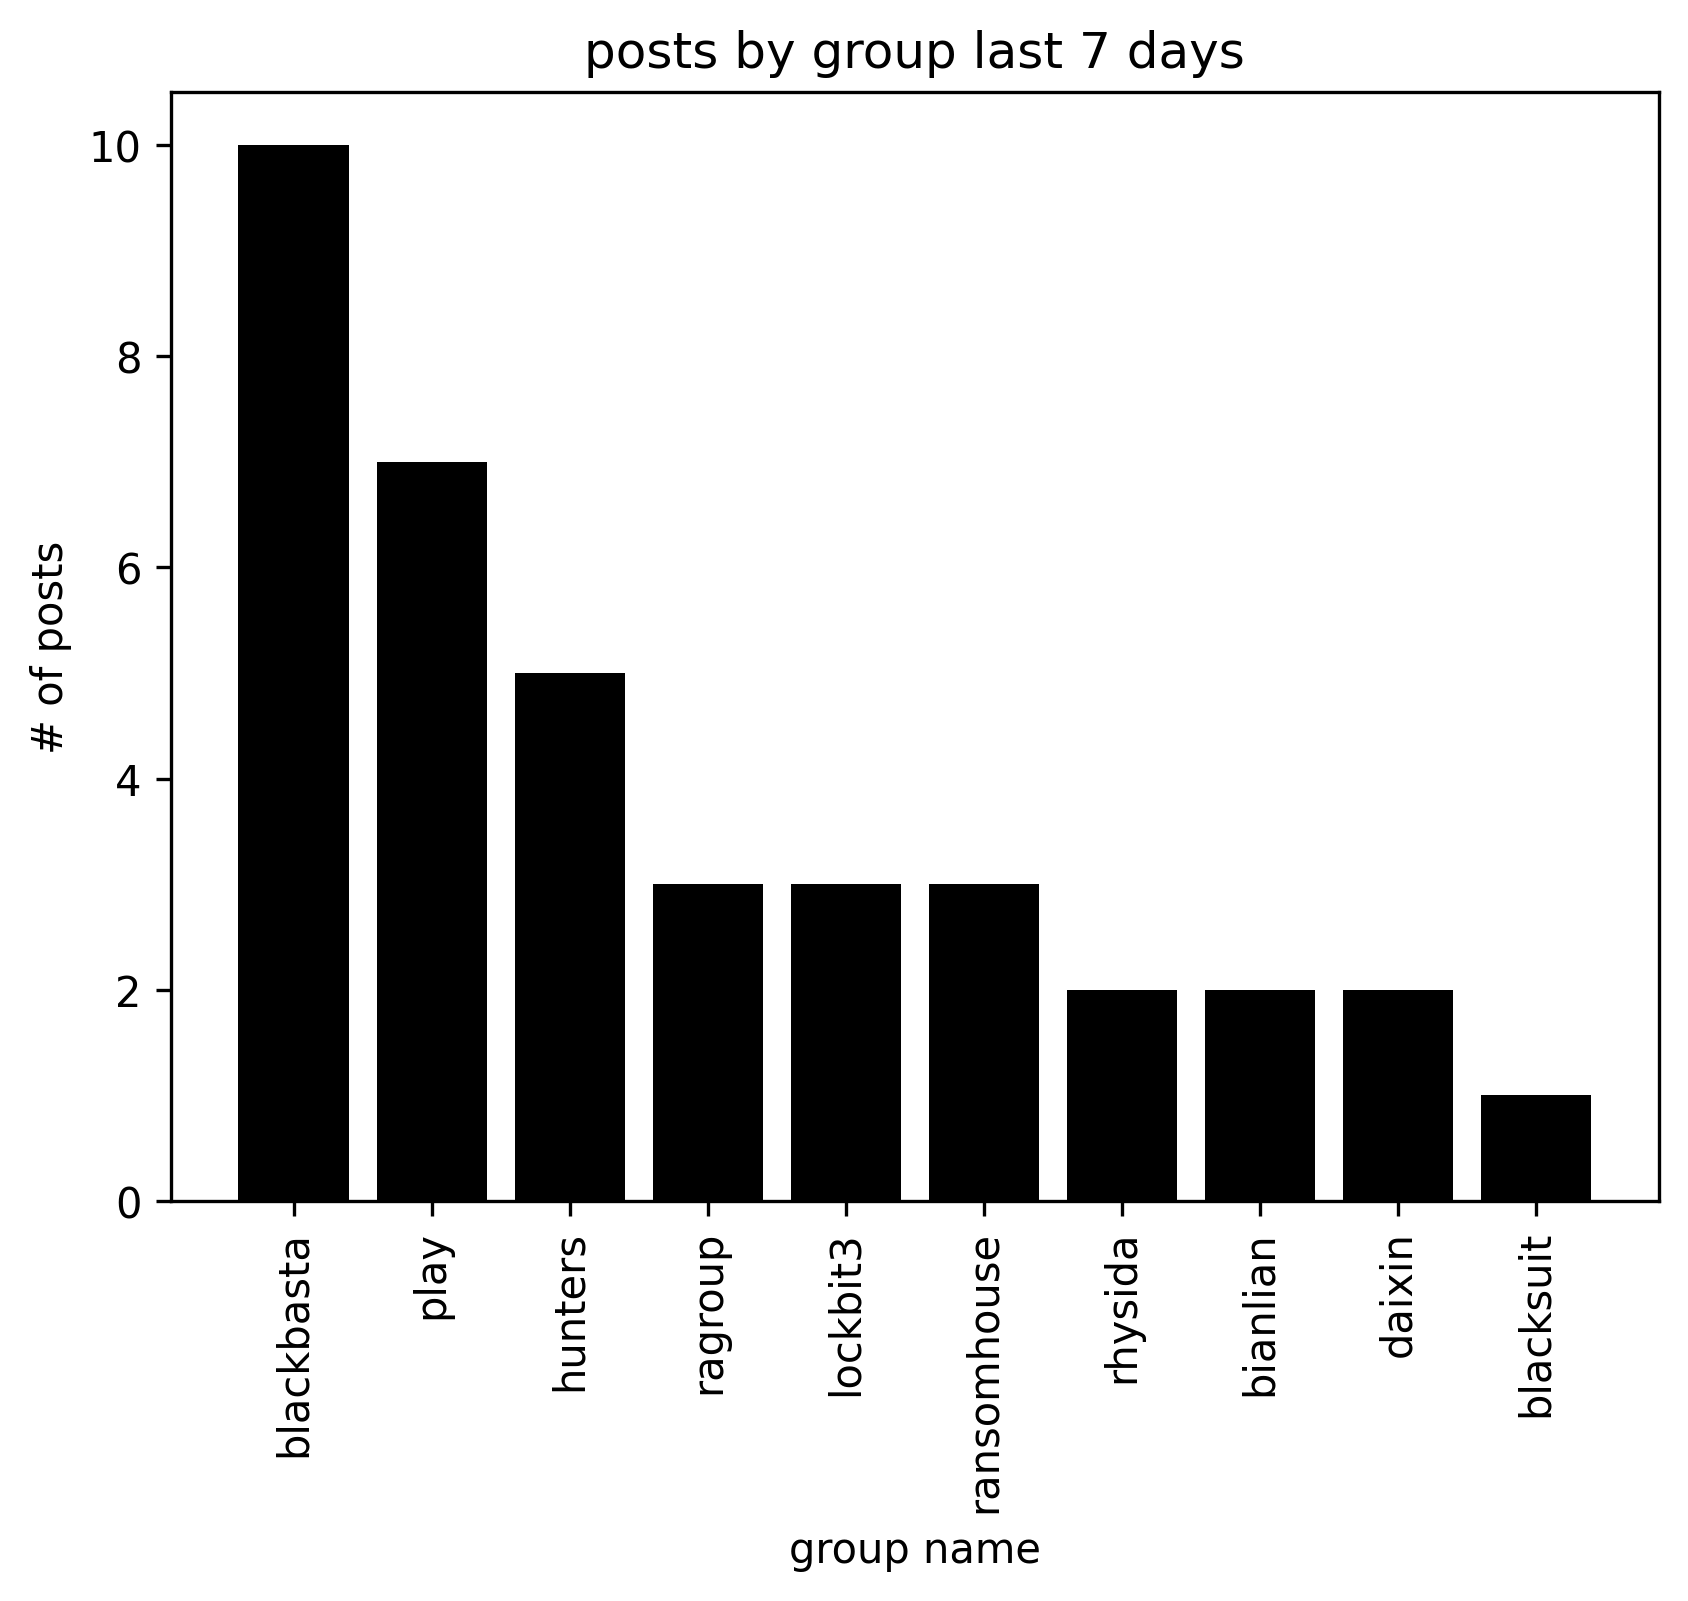 posts by group last 7 days
10
8
6
4
2
0
# of posts
blackbasta
play
hunters
ragroup
lockbit3
ransomhouse
rhysida
bianlian
daixin
blacksuit
group name